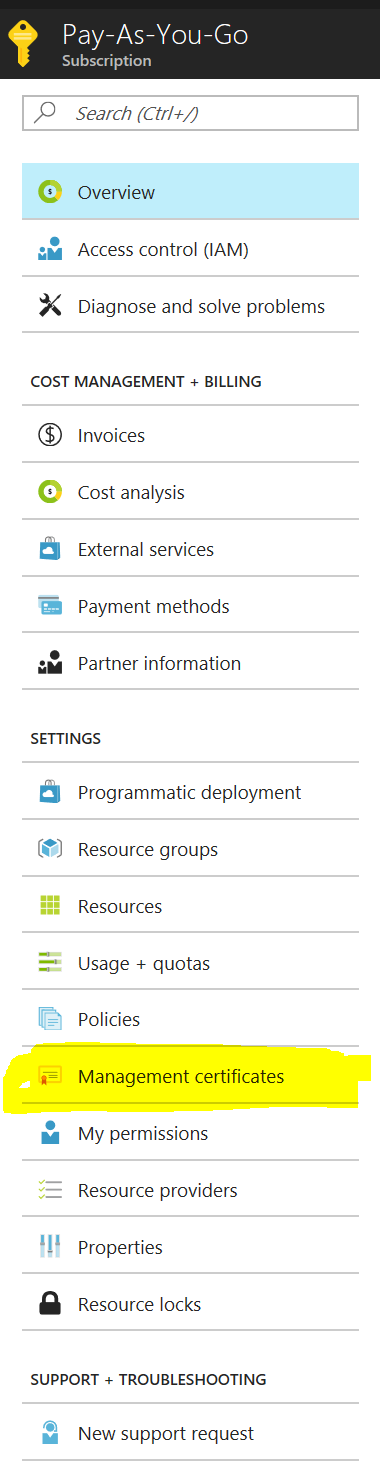 Pay-As-You-Go
Subscription
Search (Ctrl+/)
Overview
Access control (IAM)
Diagnose and solve problems
COST MANAGEMENT + BILLING
Invoices
Cost analysis
External services
Payment methods
Partner information
SETTINGS
Programmatic deployment
Resource groups
Resources
Usage + quotas
Policies
Management certificates
My permissions
Resource providers
Properties
Resource locks
SUPPORT + TROUBLESHOOTING
New support request